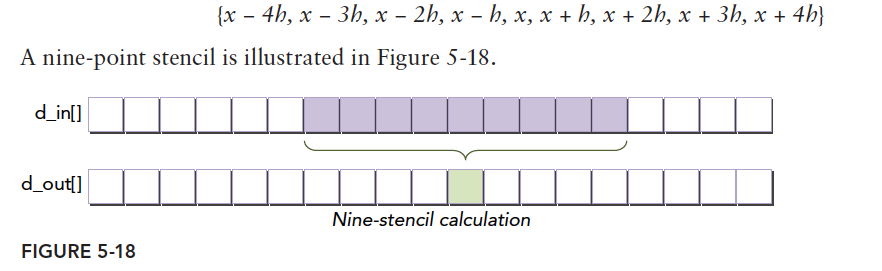 {x – 4h, x – 3h, x – 2h, x – h, x, x + h, x + 2h, x + 3h, x + 4h}
A nine-point stencil is illustrated in Figure 5-18.
d_in[]
d_out[]
Nine-stencil calculation
FIGURE 5-18